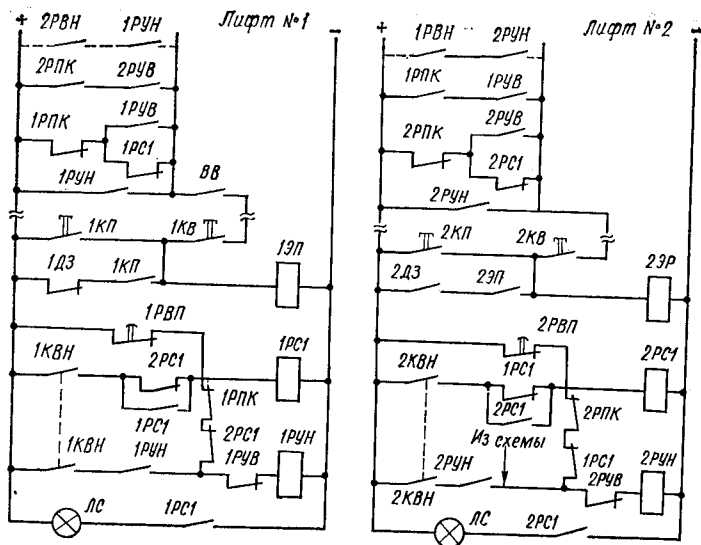 + Лифт №1 −
2РВН 1РУН
2РПК 2РУВ
1РУВ
1РПК
1РС1
1РУН ВВ
1КП 1КВ
1ДЗ 1КП 1ЭП
1РВП
1КВН 2РС1 1РС1
1РПК
1РС1 2РС1
1КВН 1РУН 1РУВ 1РУН
ЛС 1РС1
+ Лифт №2 −
1РВН 2РУН
1РПК 1РУВ
2РУВ
2РПК
2РС1
2РУН
2КП 2КВ
2ДЗ 2ЭП 2ЭР
2РВП
2КВН 1РС1 2РС1
2РПК
2РС1
Из схемы
1РС1
2РУН 2РУВ 2РУН
2КВН
ЛС 2РС1